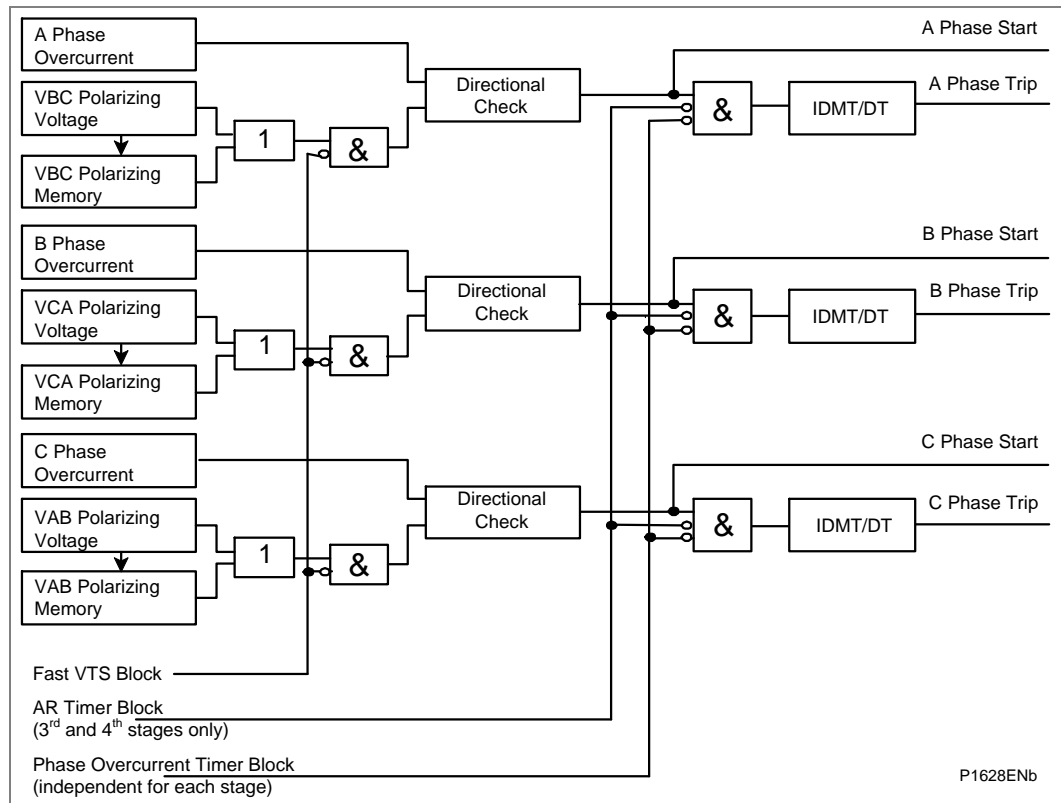 A Phase
Overcurrent
VBC Polarizing
Voltage
VBC Polarizing
Memory
1
&
Directional
Check
&
IDMT/DT
A Phase Start
A Phase Trip
B Phase
Overcurrent
VCA Polarizing
Voltage
VCA Polarizing
Memory
1
&
Directional
Check
&
IDMT/DT
B Phase Start
B Phase Trip
C Phase
Overcurrent
VAB Polarizing
Voltage
VAB Polarizing
Memory
1
&
Directional
Check
&
IDMT/DT
C Phase Start
C Phase Trip
Fast VTS Block
AR Timer Block
(3rd and 4th stages only)
Phase Overcurrent Timer Block
(independent for each stage)
P1628ENb